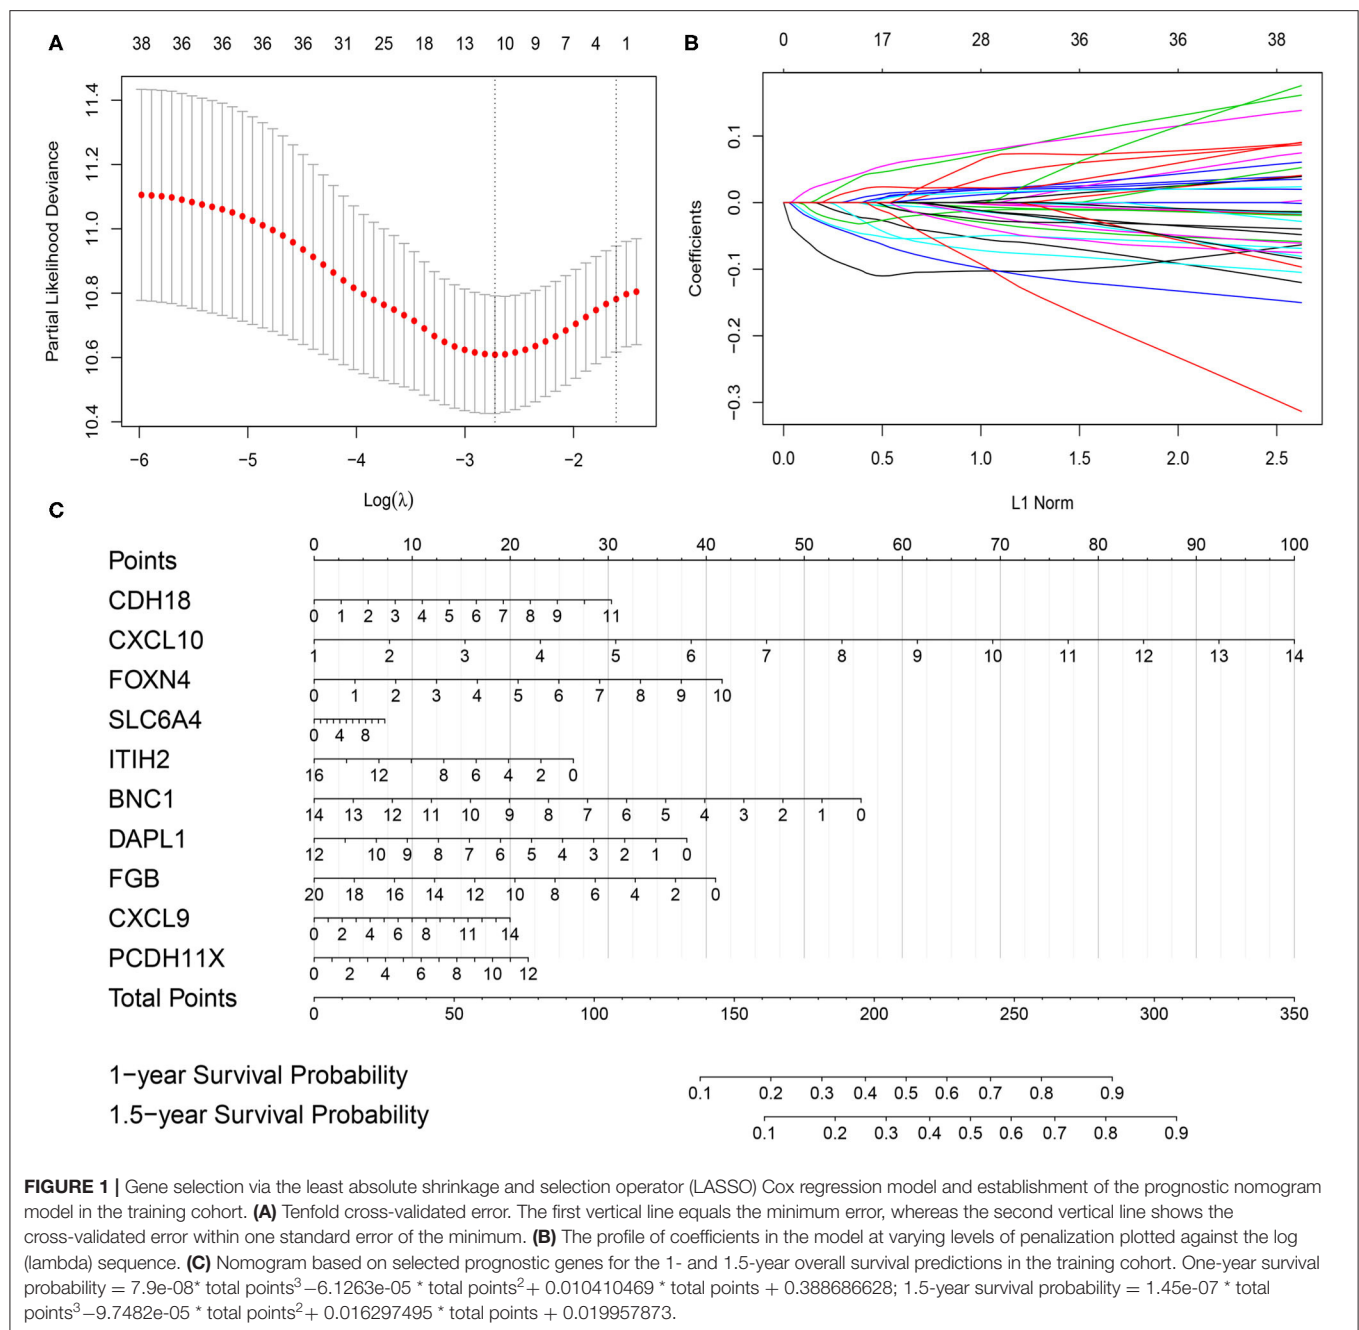 A
38 36 36 36 36 31 25 18 13 10 9 7 4 1
Partial Likelihood Deviance
11.4
11.2
11.0
10.8
10.6
10.4
−6 −5 −4 −3 −2
Log(λ)
B
0 17 28 36 36 38
Coefficients
0.1
0.0
−0.1
−0.2
−0.3
0.0 0.5 1.0 1.5 2.0 2.5
L1 Norm
C
0 10 20 30 40 50 60 70 80 90 100
Points
CDH18
0 1 2 3 4 5 6 7 8 9 11
CXCL10
1 2 3 4 5 6 7 8 9 10 11 12 13 14
FOXN4
0 1 2 3 4 5 6 7 8 9 10
SLC6A4
0 4 8
ITIH2
16 12 8 6 4 2 0
BNC1
14 13 12 11 10 9 8 7 6 5 4 3 2 1 0
DAPL1
12 10 9 8 7 6 5 4 3 2 1 0
FGB
20 18 16 14 12 10 8 6 4 2 0
CXCL9
0 2 4 6 8 11 14
PCDH11X
0 2 4 6 8 10 12
Total Points
0 50 100 150 200 250 300 350
1−year Survival Probability
0.1 0.2 0.3 0.4 0.5 0.6 0.7 0.8 0.9
1.5−year Survival Probability
0.1 0.2 0.3 0.4 0.5 0.6 0.7 0.8 0.9
FIGURE 1 | Gene selection via the least absolute shrinkage and selection operator (LASSO) Cox regression model and establishment of the prognostic nomogram
model in the training cohort. (A) Tenfold cross-validated error. The first vertical line equals the minimum error, whereas the second vertical line shows the
cross-validated error within one standard error of the minimum. (B) The profile of coefficients in the model at varying levels of penalization plotted against the log
(lambda) sequence. (C) Nomogram based on selected prognostic genes for the 1- and 1.5-year overall survival predictions in the training cohort. One-year survival
probability = 7.9e-08* total points³−6.1263e-05 * total points²+ 0.010410469 * total points + 0.388686628; 1.5-year survival probability = 1.45e-07 * total
points³−9.7482e-05 * total points²+ 0.016297495 * total points + 0.019957873.